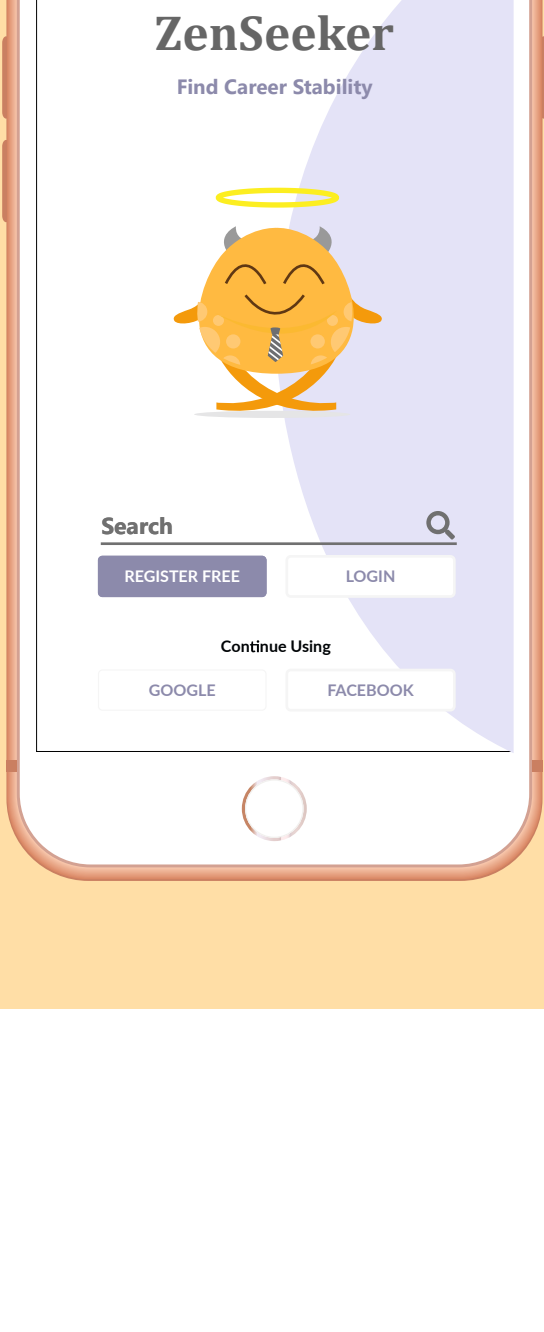 ZenSeeker
Find Career Stability
Search
REGISTER FREE
LOGIN
Continue Using
GOOGLE
FACEBOOK